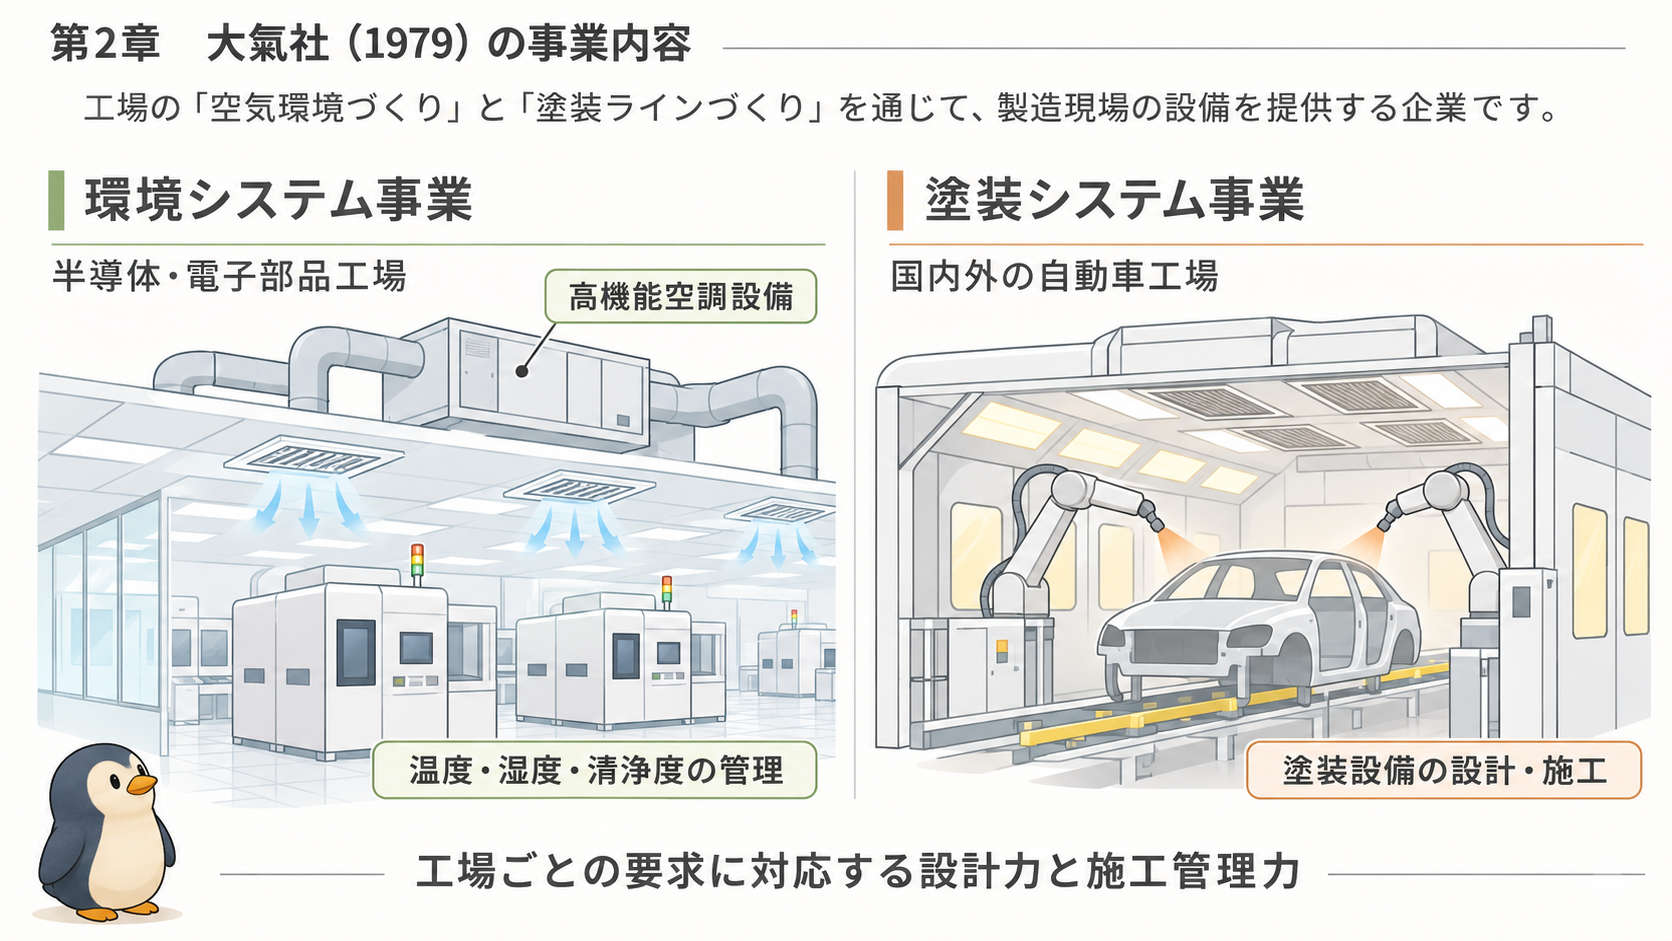 第2章　大氣社（1979）の事業内容
工場の「空気環境づくり」と「塗装ラインづくり」を通じて、製造現場の設備を提供する企業です。
環境システム事業
半導体・電子部品工場
高機能空調設備
温度・湿度・清浄度の管理
塗装システム事業
国内外の自動車工場
塗装設備の設計・施工
工場ごとの要求に対応する設計力と施工管理力